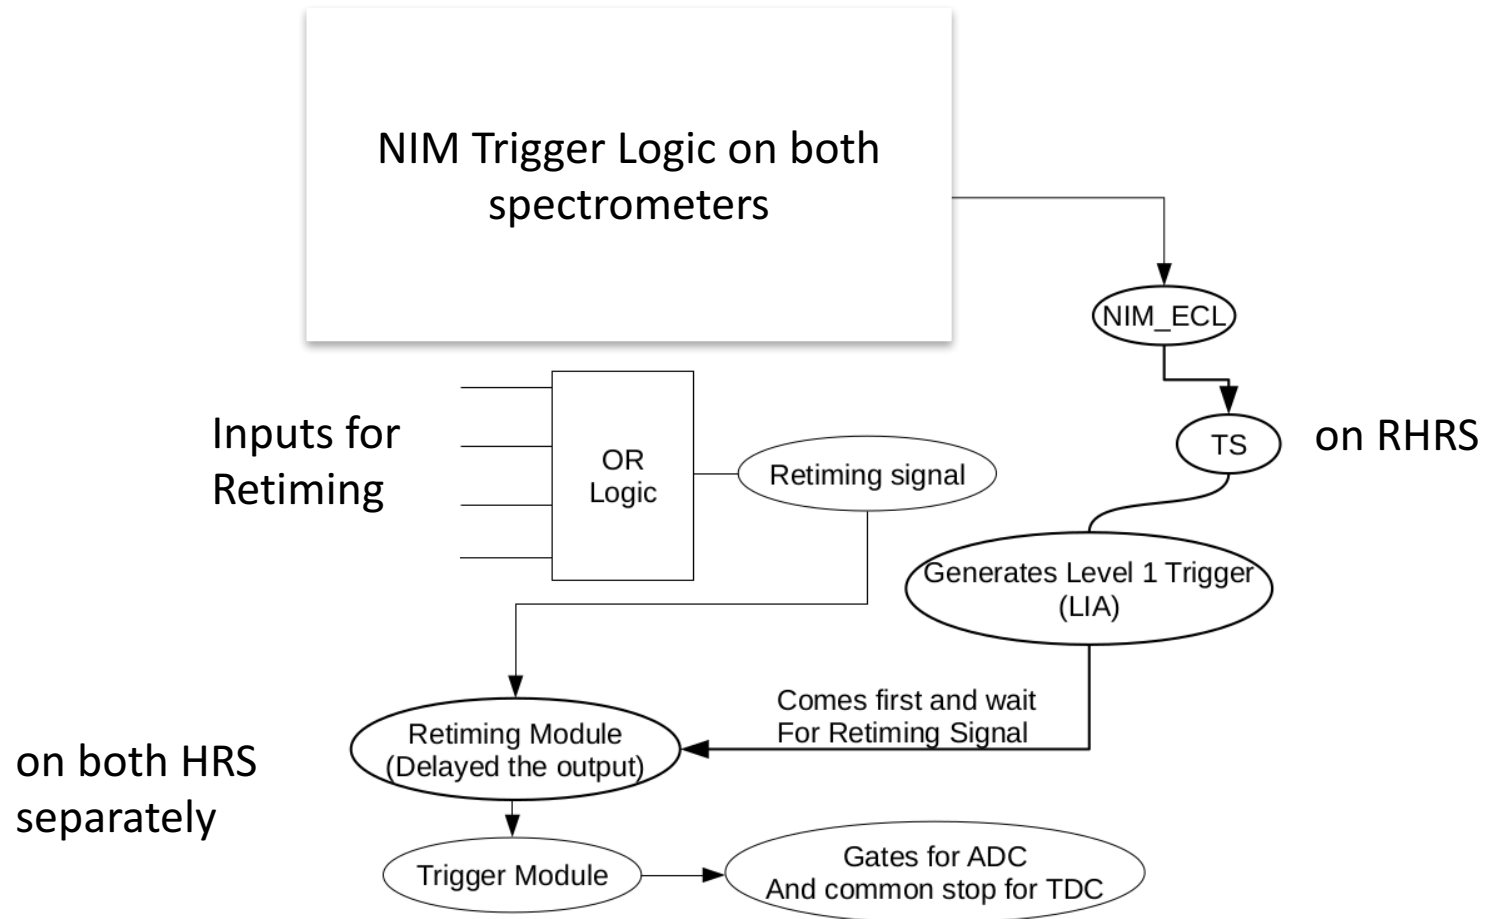 NIM Trigger Logic on both
spectrometers
NIM_ECL
Inputs for
Retiming
OR
Logic
Retiming signal
TS
on RHRS
Generates Level 1 Trigger
(LIA)
Comes first and wait
For Retiming Signal
Retiming Module
(Delayed the output)
on both HRS
separately
Trigger Module
Gates for ADC
And common stop for TDC